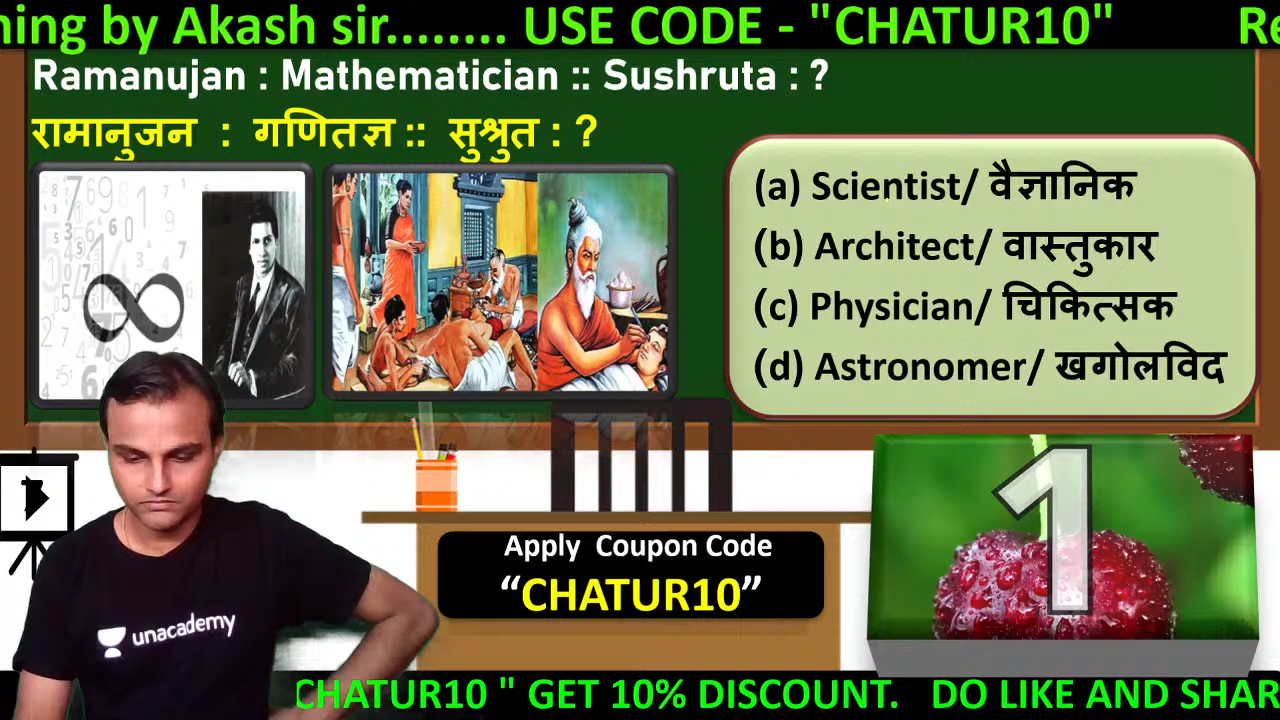 ning by Akash sir........ USE CODE - "CHATUR10" Re
Ramanujan : Mathematician :: Sushruta : ?
रामानुजन : गणितज्ञ :: सुश्रुत : ?
(a) Scientist/ वैज्ञानिक
(b) Architect/ वास्तुकार
(c) Physician/ चिकित्सक
(d) Astronomer/ खगोलविद
1
Apply Coupon Code
“CHATUR10”
unacademy
CHATUR10 " GET 10% DISCOUNT. DO LIKE AND SHAR